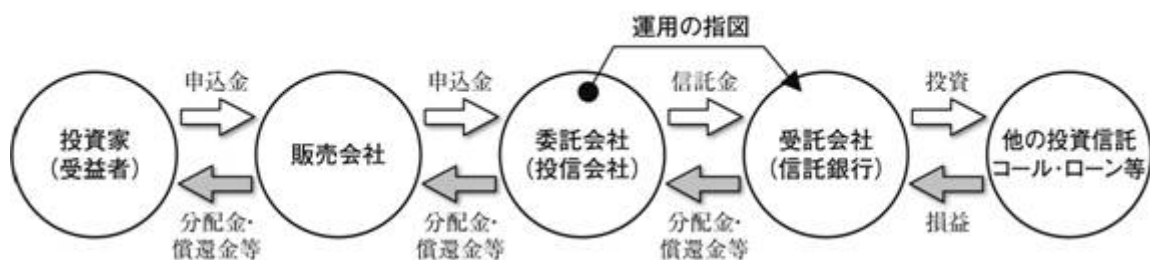 運用の指図
申込金
申込金
信託金
投資
投資家
(受益者)
販売会社
委託会社
(投信会社)
受託会社
(信託銀行)
他の投資信託
コール・ローン等
分配金・
償還金等
分配金・
償還金等
分配金・
償還金等
損益